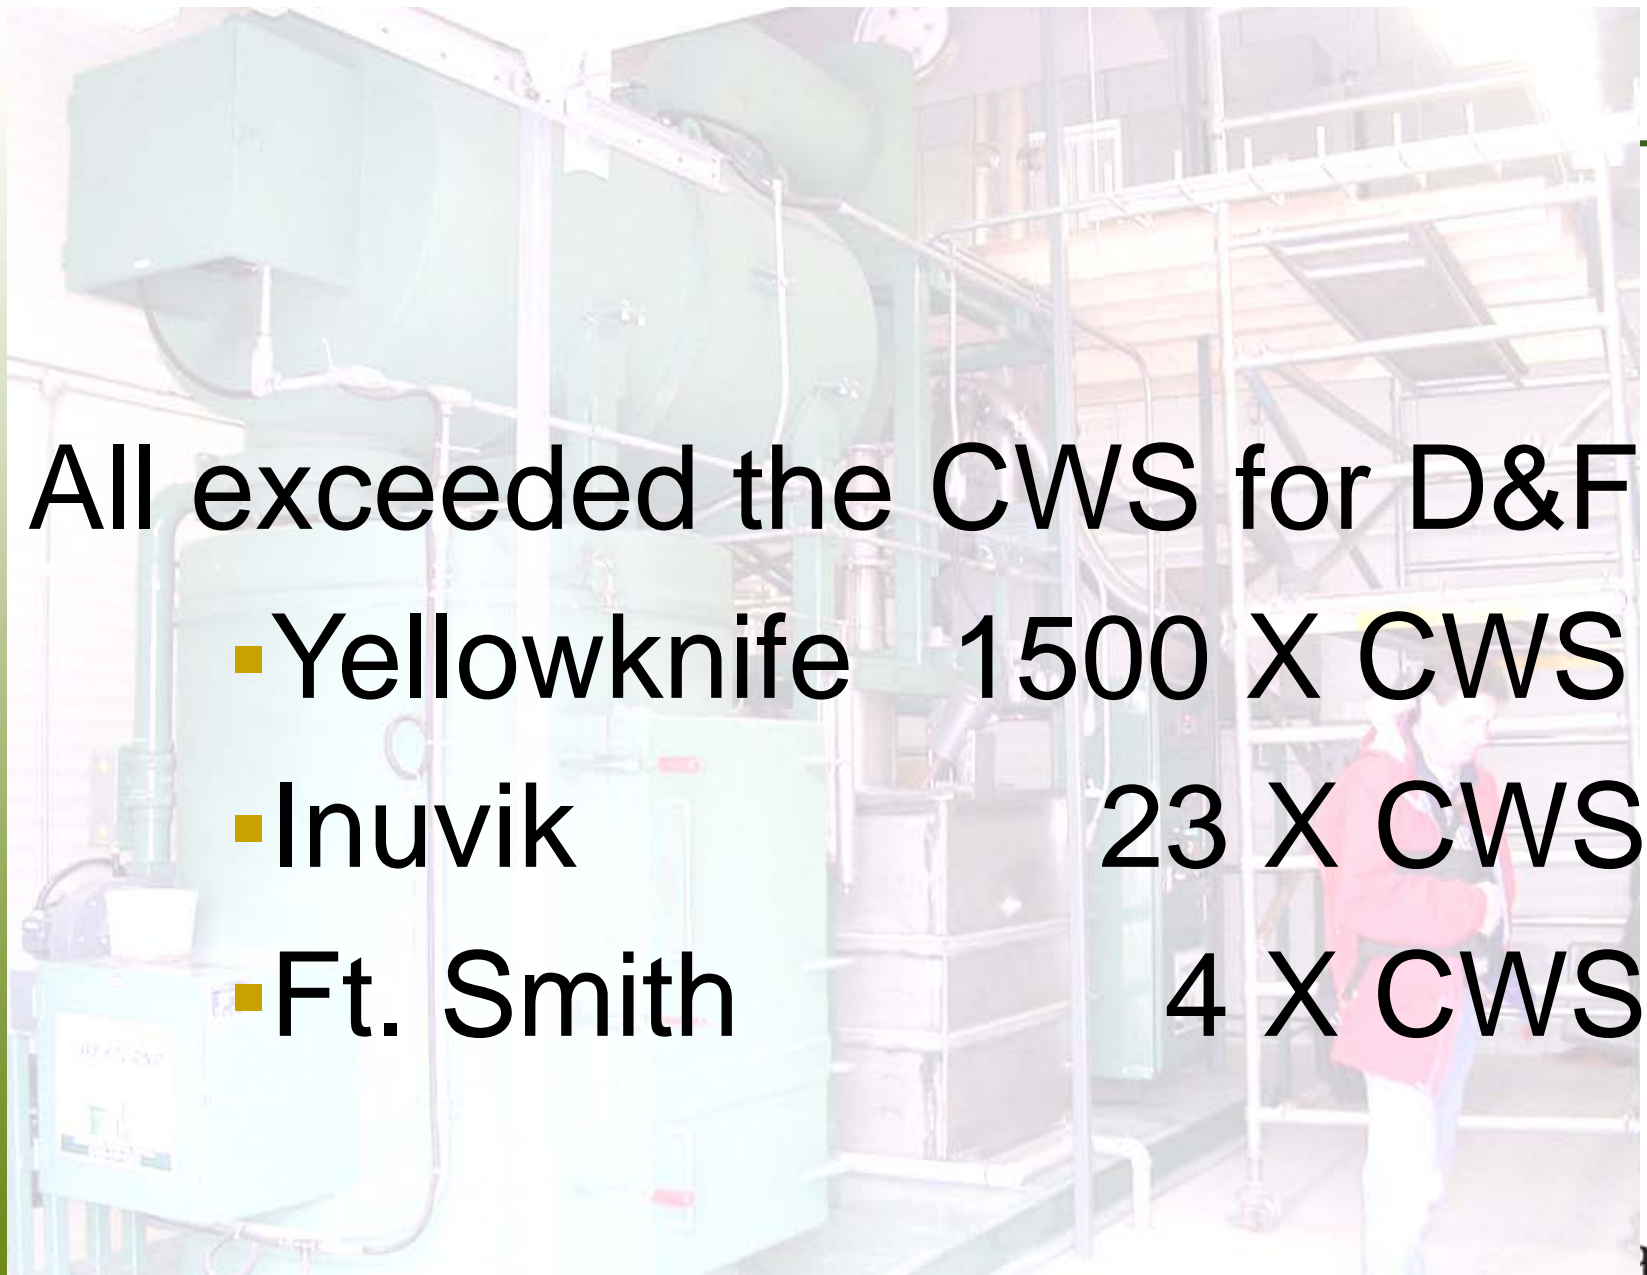 All exceeded the CWS for D&F
▪Yellowknife 1500 X CWS
▪Inuvik 23 X CWS
▪Ft. Smith 4 X CWS